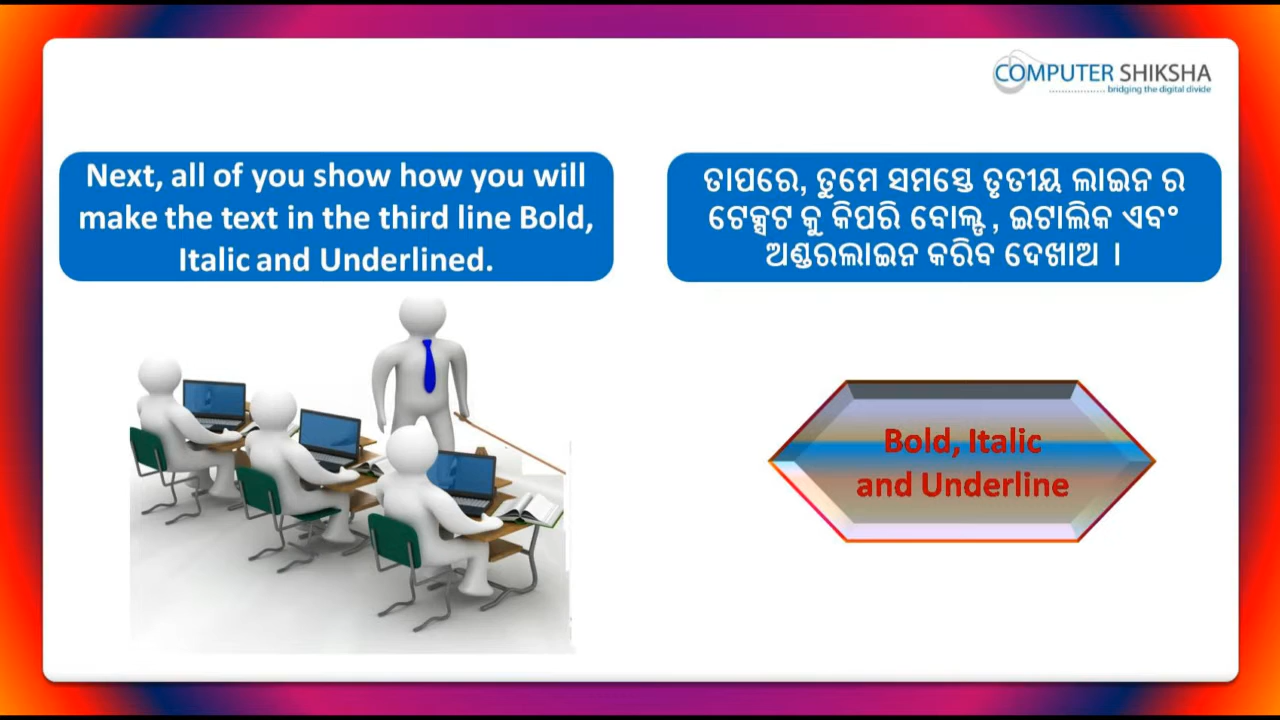 COMPUTER SHIKSHA
bridging the digital divide
Next, all of you show how you will
make the text in the third line Bold,
Italic and Underlined.
ତାପରେ, ତୁମେ ସମସ୍ତେ ତୃତୀୟ ଲାଇନ ର
ଟେକ୍ସଟ କୁ କିପରି ବୋଲ୍ଡ , ଇଟାଲିକ ଏବଂ
ଅଣ୍ଡରଲାଇନ କରିବ ଦେଖାଅ ।
Bold, Italic
and Underline